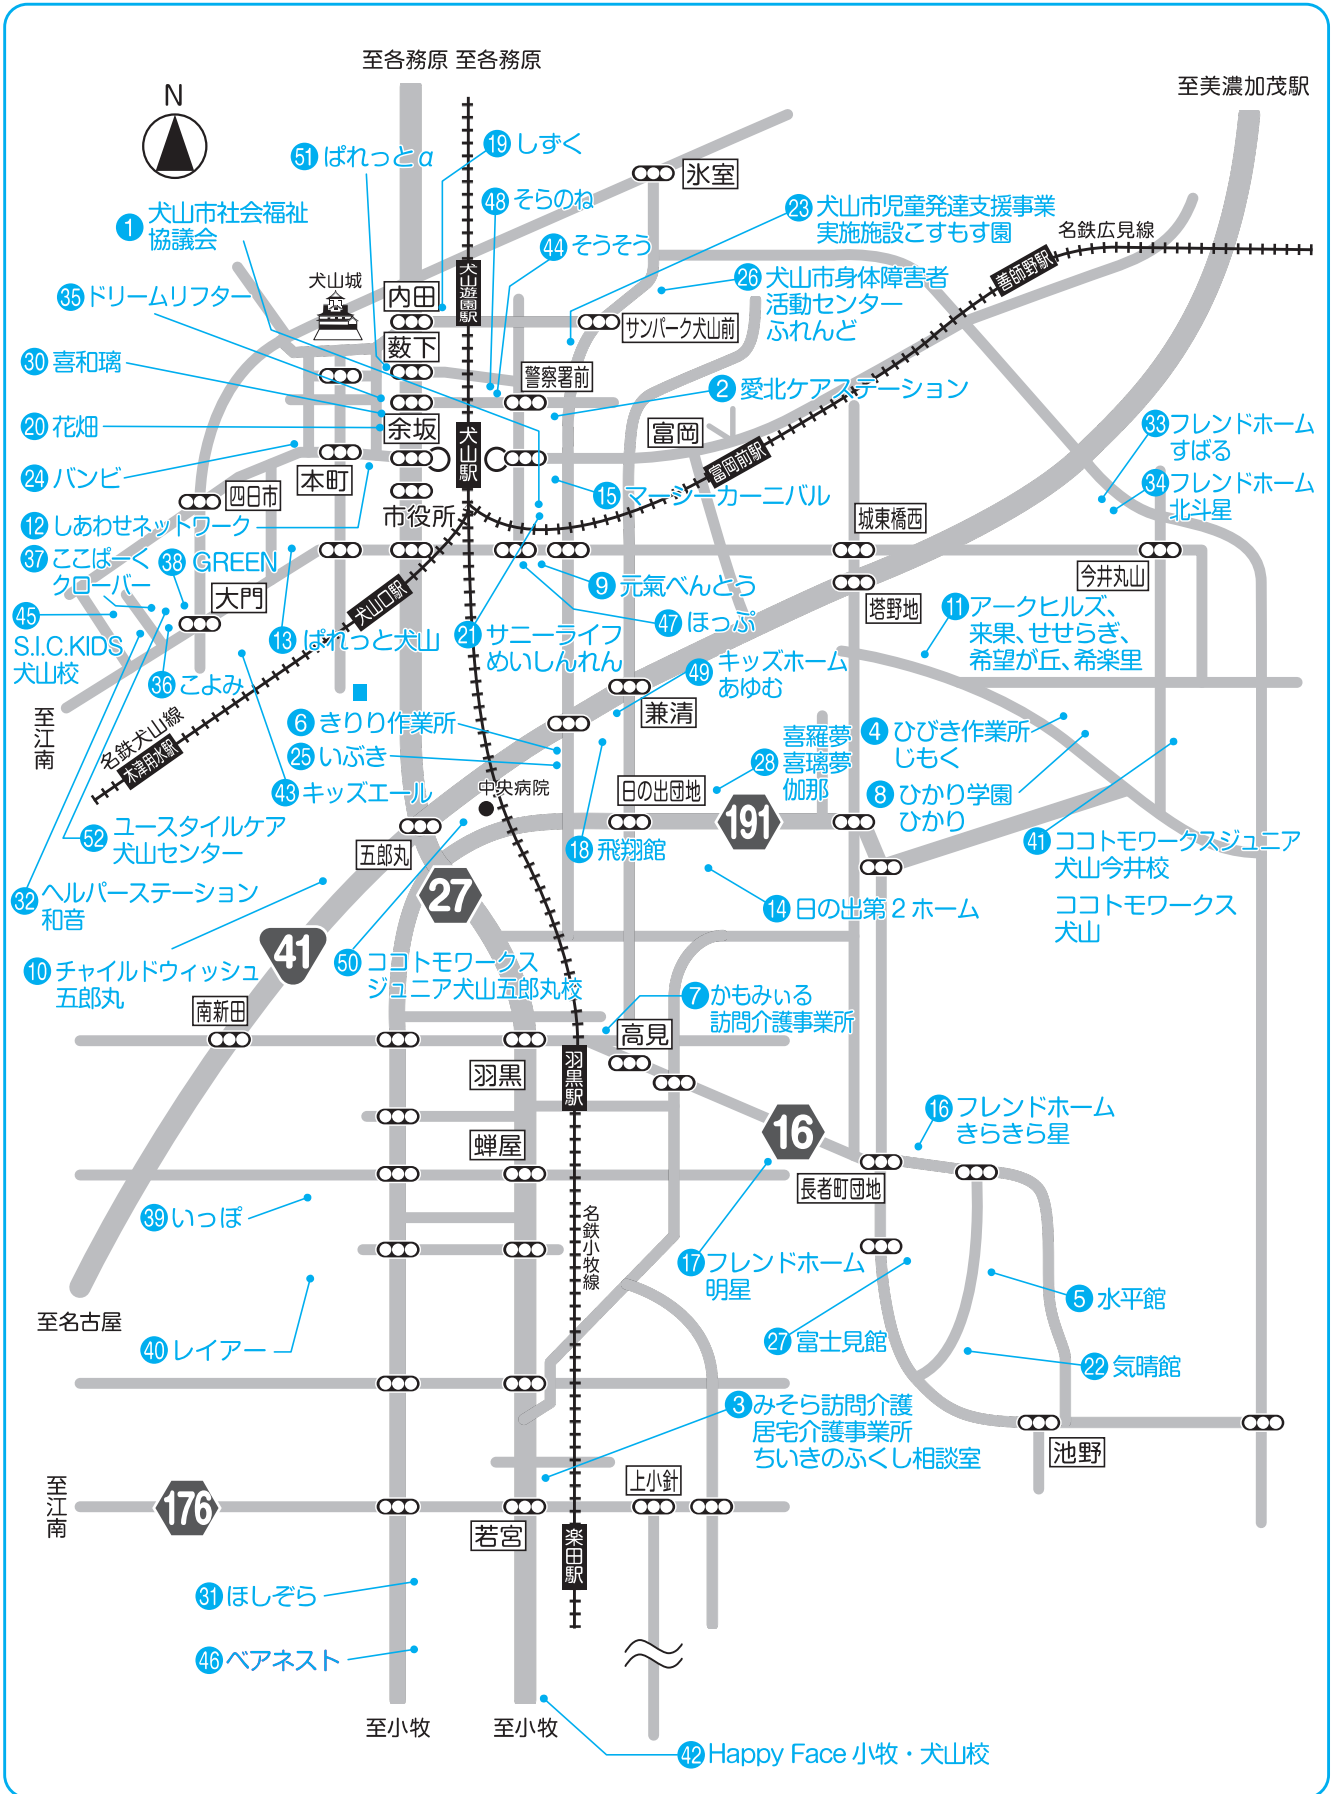 至各務原 至各務原
至美濃加茂駅
N
51 ぱれっとα
19 しずく
氷室
48 そらのね
1 犬山市社会福祉
協議会
23 犬山市児童発達支援事業
実施施設こすもす園
44 そうそう
名鉄広見線
善師野駅
犬山城
犬山遊園駅
26 犬山市身体障害者
活動センター
ふれんど
35 ドリームリフター
内田
サンパーク犬山前
薮下
30 喜和璃
警察署前
2 愛北ケアステーション
20 花畑
余坂
犬山駅
富岡
33 フレンドホーム
すばる
富岡前駅
24 バンビ
本町
34 フレンドホーム
北斗星
四日市
15 マージーカーニバル
12 しあわせネットワーク
市役所
城東橋西
37 ここぱーく
クローバー
38 GREEN
今井丸山
大門
犬山口駅
9 元氣べんとう
塔野地
11 アークヒルズ、
来果、せせらぎ、
希望が丘、希楽里
45
S.I.C.KIDS
犬山校
13 ぱれっと犬山
21 サニーライフ
めいしんれん
47 ほっぷ
49 キッズホーム
あゆむ
36 こよみ
至江南
名鉄犬山線
木津用水駅
兼清
6 きりり作業所
25 いぶき
28 喜羅夢
喜璃夢
伽那
4 ひびき作業所
じもく
43 キッズエール
中央病院
日の出団地
8 ひかり学園
ひかり
191
52 ユースタイルケア
犬山センター
五郎丸
18 飛翔館
41 ココトモワークスジュニア
犬山今井校
ココトモワークス
犬山
32 ヘルパーステーション
和音
27
14 日の出第2ホーム
41
10 チャイルドウィッシュ
五郎丸
50 ココトモワークス
ジュニア犬山五郎丸校
7 かもみぃる
訪問介護事業所
南新田
高見
羽黒
羽黒駅
16
16 フレンドホーム
きらきら星
蝉屋
長者町団地
39 いっぽ
名鉄小牧線
17 フレンドホーム
明星
5 水平館
至名古屋
27 富士見館
40 レイアー
22 気晴館
3 みそら訪問介護
居宅介護事業所
ちいきのふくし相談室
池野
至江南
176
上小針
若宮
楽田駅
31 ほしぞら
46 ベアネスト
至小牧
至小牧
42 Happy Face 小牧・犬山校